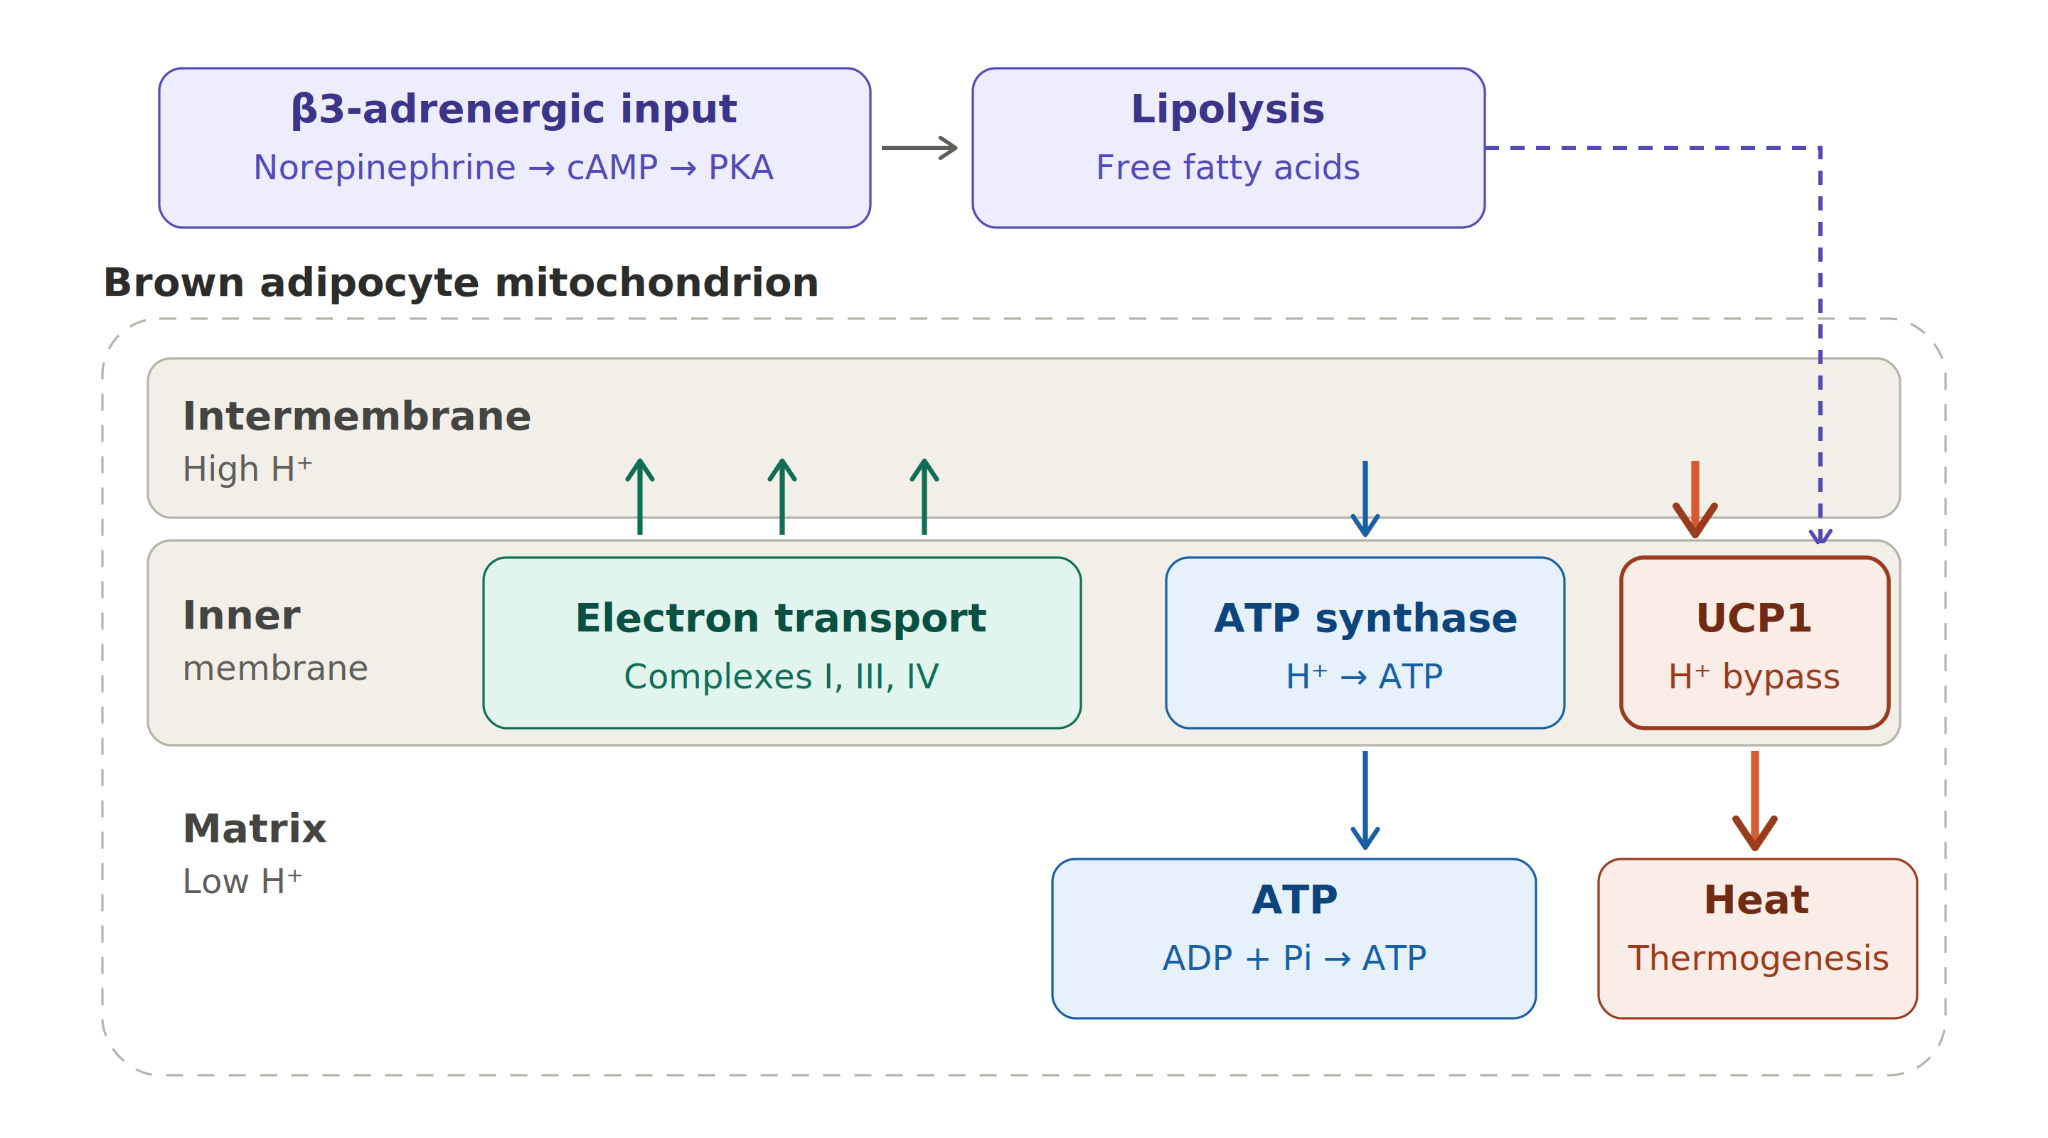 β3-adrenergic input
Norepinephrine → cAMP → PKA
Lipolysis
Free fatty acids
Brown adipocyte mitochondrion
Intermembrane
High H⁺
Inner
membrane
Electron transport
Complexes I, III, IV
ATP synthase
H⁺ → ATP
UCP1
H⁺ bypass
Matrix
Low H⁺
ATP
ADP + Pi → ATP
Heat
Thermogenesis